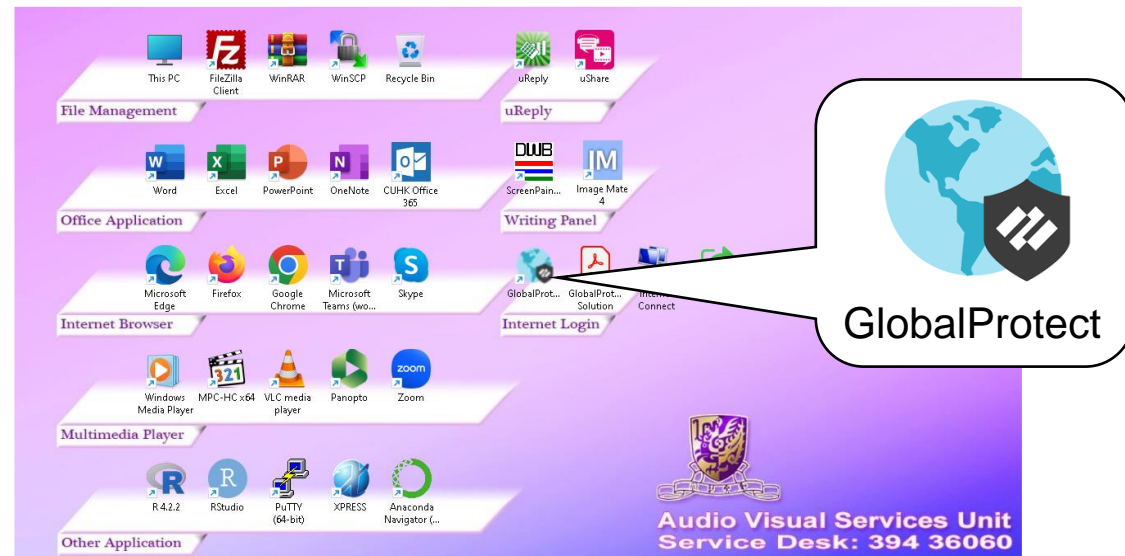 This PC
FileZilla
Client
WinRAR
WinSCP
Recycle Bin
File Management
uReply
uShare
uReply
Word
Excel
PowerPoint
OneNote
CUHK Office
365
Office Application
DWB
ScreenPain...
IM
Image Mate
4
Writing Panel
Microsoft
Edge
Firefox
Google
Chrome
Microsoft
Teams (wo...
Skype
Internet Browser
GlobalProt...
GlobalProt...
Solution
Connect
Internet Login
GlobalProtect
Windows
Media Player
321
MPC-HC x64
VLC media
player
Panopto
zoom
Zoom
Multimedia Player
R 4.2.2
RStudio
PuTTY
(64-bit)
XPRESS
Anaconda
Navigator (...
Other Application
Audio Visual Services Unit
Service Desk: 394 36060